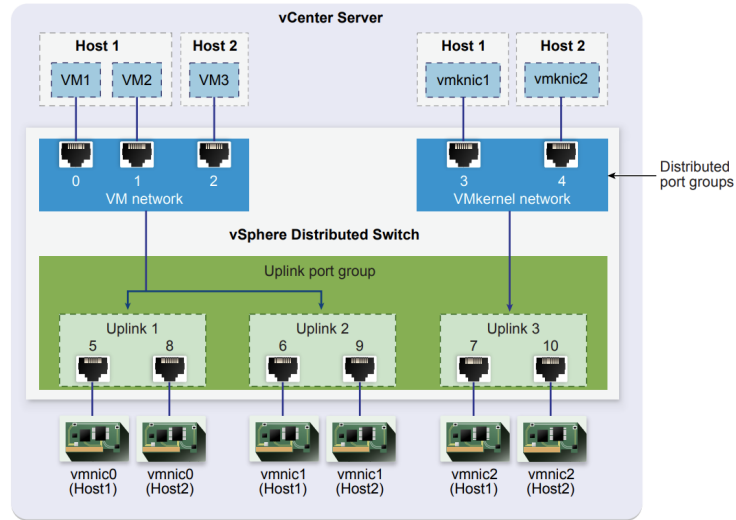 vCenter Server
Host 1
Host 2
Host 1
Host 2
VM1
VM2
VM3
vmknic1
vmknic2
0
1
2
3
4
VM network
VMkernel network
Distributed
port groups
vSphere Distributed Switch
Uplink port group
Uplink 1
Uplink 2
Uplink 3
5
8
6
9
7
10
vmnic0
(Host1)
vmnic0
(Host2)
vmnic1
(Host1)
vmnic1
(Host2)
vmnic2
(Host1)
vmnic2
(Host2)